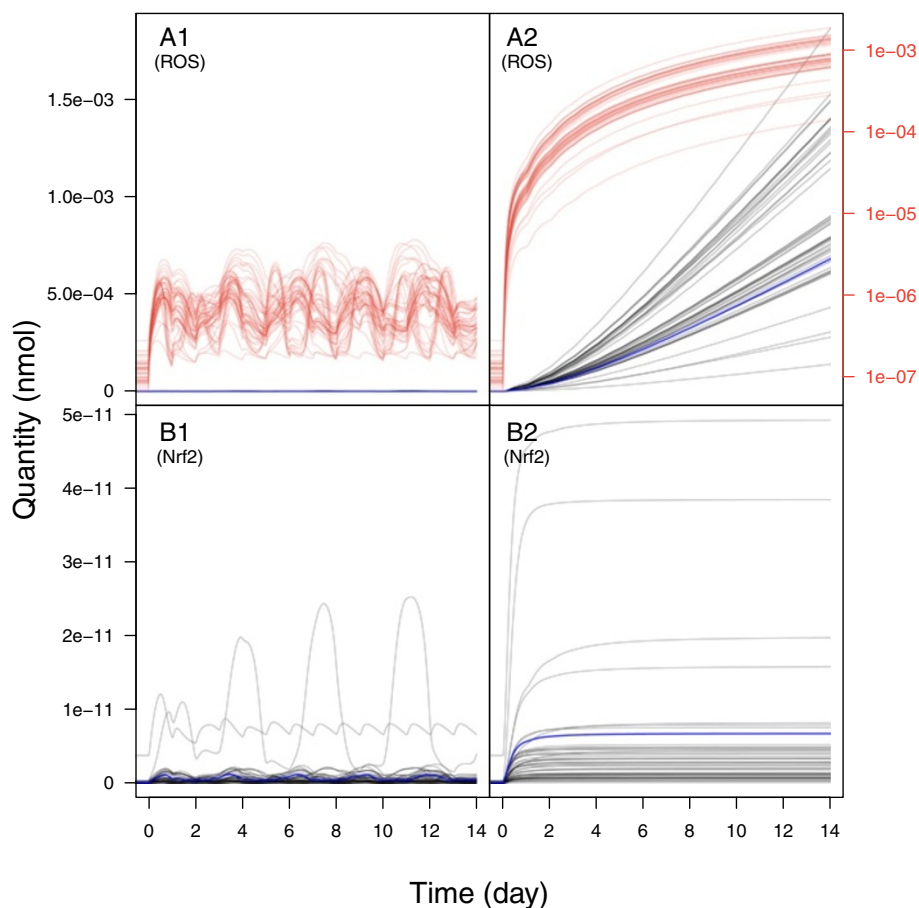 A1
(ROS)
A2
(ROS)
1.5e−03
1.0e−03
5.0e−04
0
1e−03
1e−04
1e−05
1e−06
1e−07
Quantity (nmol)
B1
(Nrf2)
B2
(Nrf2)
5e−11
4e−11
3e−11
2e−11
1e−11
0
0 2 4 6 8 10 12 14 0 2 4 6 8 10 12 14
Time (day)